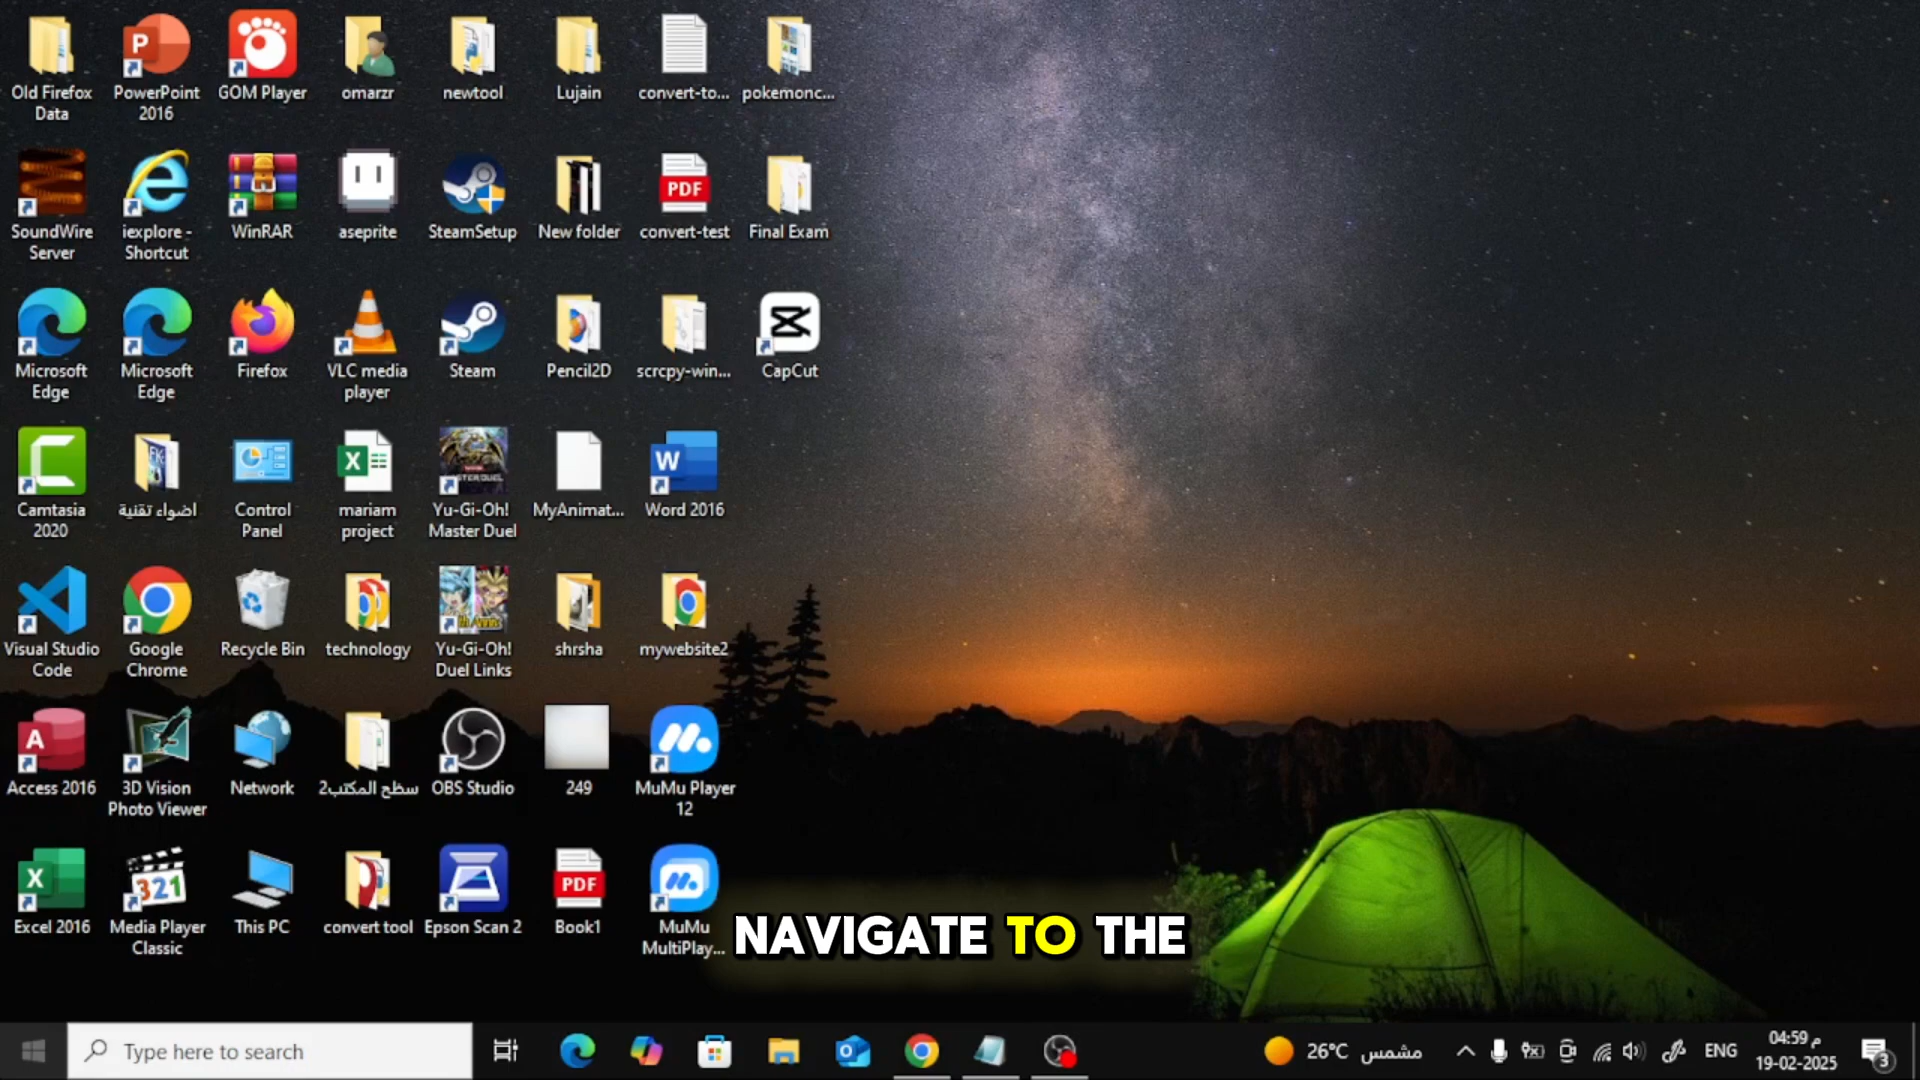 Old Firefox
Data
PowerPoint
2016
GOM Player
omarzr
newtool
Lujain
convert-to...
pokemonc...
SoundWire
Server
iexplore -
Shortcut
WinRAR
aseprite
SteamSetup
New folder
PDF
convert-test
Final Exam
Microsoft
Edge
Microsoft
Edge
Firefox
VLC media
player
Steam
Pencil2D
scrcpy-win...
CapCut
Camtasia
2020
اضواء تقنية
Control
Panel
mariam
project
Yu-Gi-Oh!
Master Duel
MyAnimat...
Word 2016
Visual Studio
Code
Google
Chrome
Recycle Bin
technology
Yu-Gi-Oh!
Duel Links
shrsha
mywebsite2
Access 2016
3D Vision
Photo Viewer
Network
سطح المكتب2
OBS Studio
249
MuMu Player
12
Excel 2016
321
Media Player
Classic
This PC
convert tool
Epson Scan 2
PDF
Book1
MuMu
MultiPlay...
NAVIGATE TO THE
Type here to search
26°C مشمس
ENG
04:59 م
19-02-2025
3